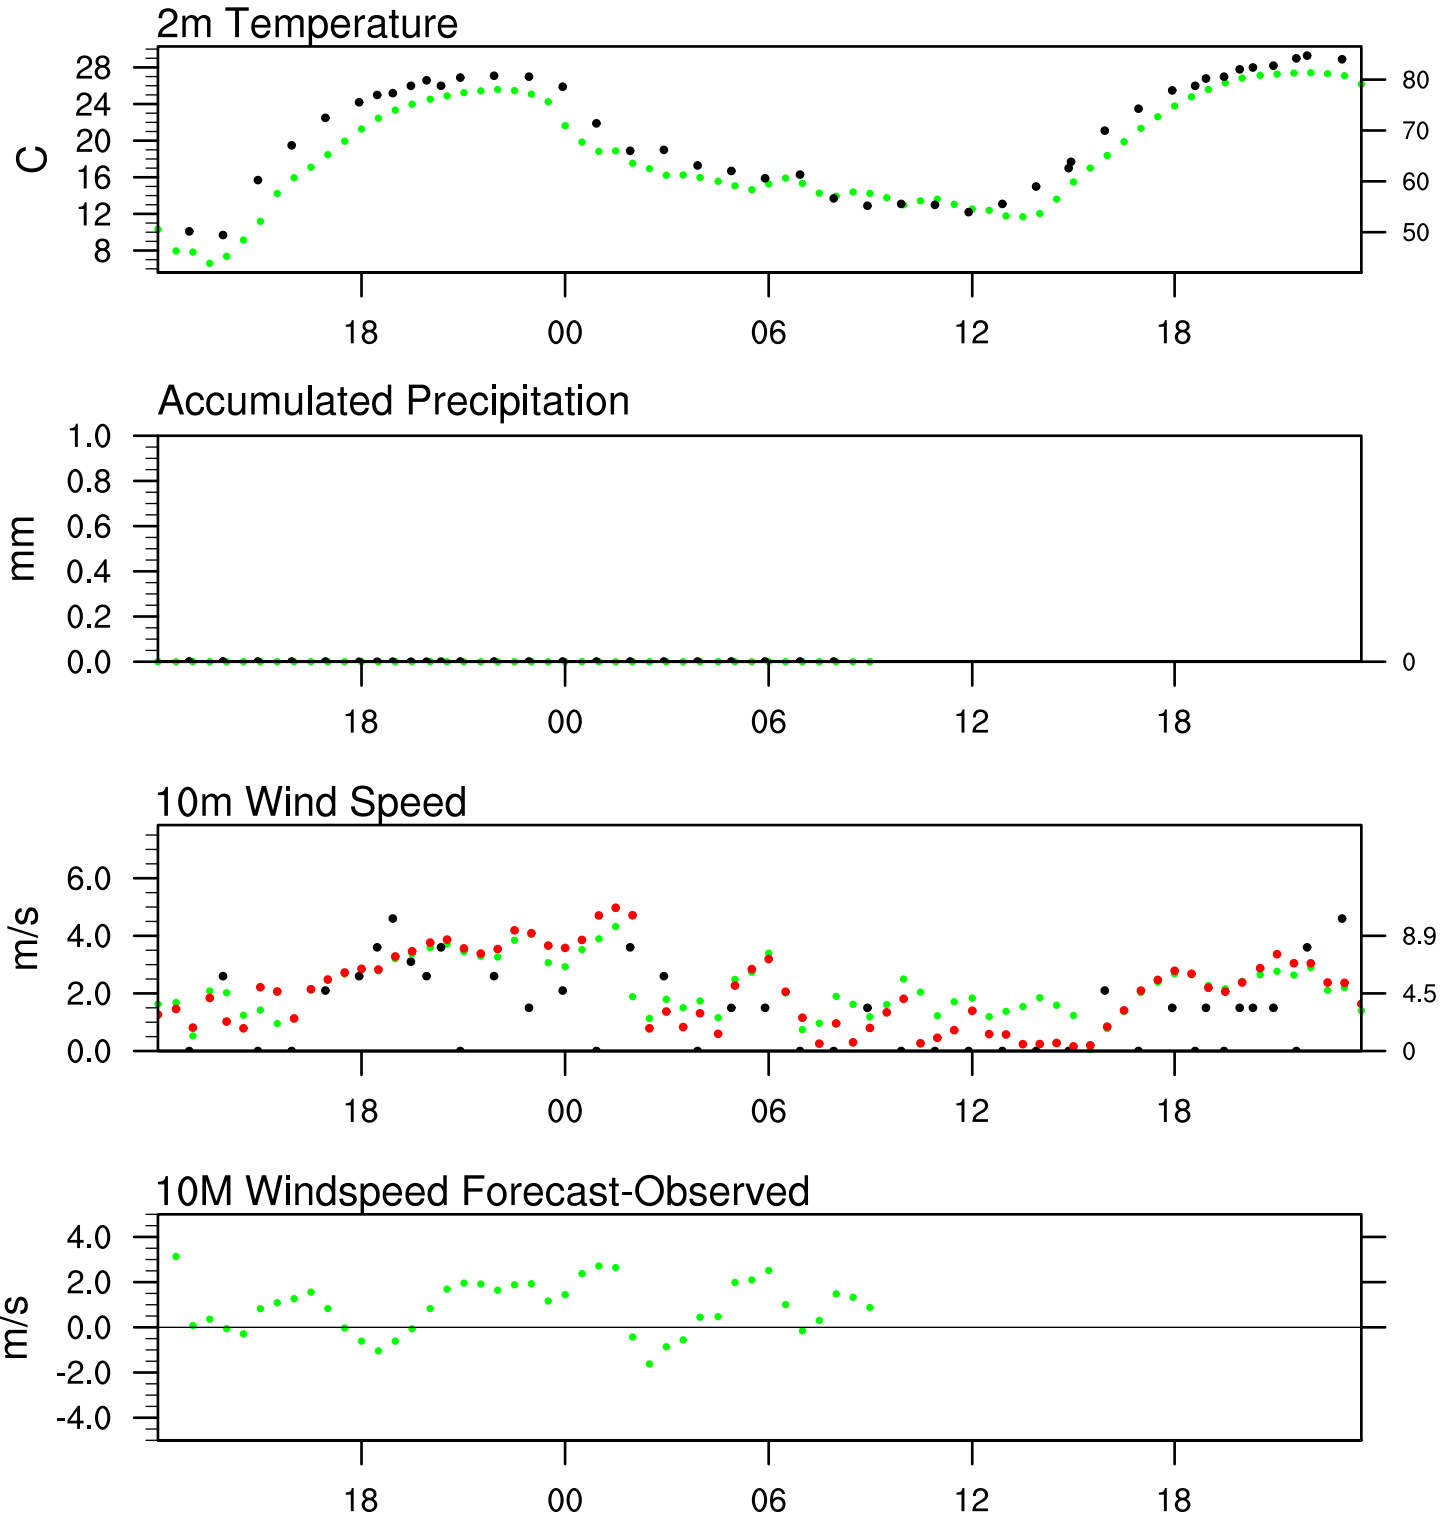 2m Temperature
28
24
20
16
12
8
C
80
70
60
50
18 00 06 12 18
Accumulated Precipitation
1.0
0.8
0.6
0.4
0.2
0.0
mm
0
18 00 06 12 18
10m Wind Speed
6.0
4.0
2.0
0.0
m/s
8.9
4.5
0
18 00 06 12 18
10M Windspeed Forecast-Observed
4.0
2.0
0.0
-2.0
-4.0
m/s
18 00 06 12 18